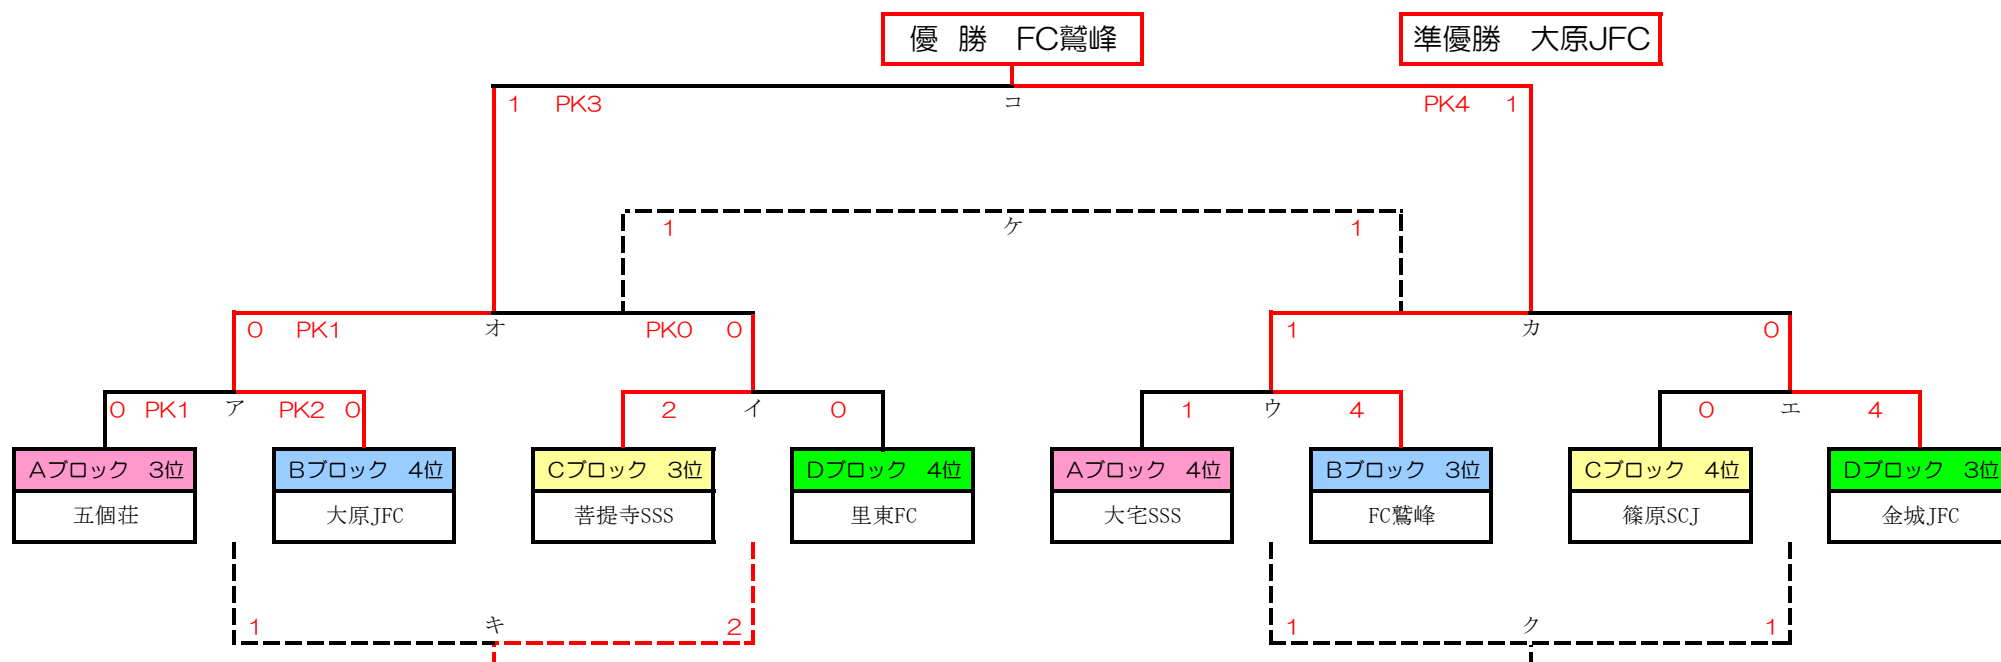 優 勝 FC鷲峰 準優勝 大原JFC
1 PK3 コ PK4 1
1 ケ 1
0 PK1 オ PK0 0 1 カ 0
0 PK1 ア PK2 0 2 イ 0 1 ウ 4 0 エ 4
Aブロック 3位 Bブロック 4位 Cブロック 3位 Dブロック 4位 Aブロック 4位 Bブロック 3位 Cブロック 4位 Dブロック 3位
五個荘 大原JFC 菩提寺SSS 里東FC 大宅SSS FC鷲峰 篠原SCJ 金城JFC
1 キ 2 1 ク 1